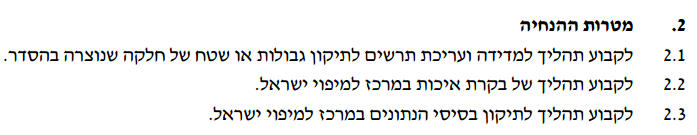 2. מטרות ההנחיה
2.1 לקבוע תהליך למדידה ועריכת תרשים לתיקון גבולות או שטח של חלקה שנוצרה בהסדר.
2.2 לקבוע תהליך של בקרת איכות במרכז למיפוי ישראל.
2.3 לקבוע תהליך לתיקון בסיסי הנתונים במרכז למיפוי ישראל.